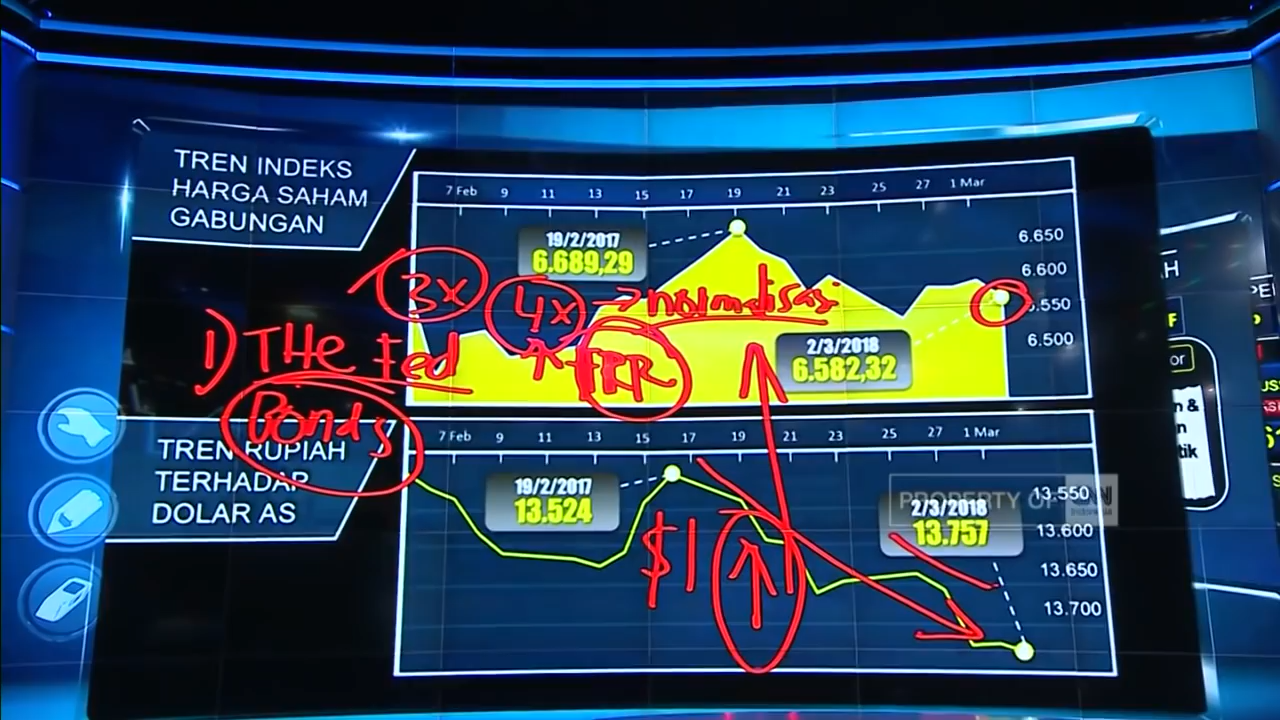 TREN INDEKS
HARGA SAHAM
GABUNGAN
7 Feb 9 11 13 15 17 19 21 23 25 27 1 Mar
6.650
6.600
6.550
6.500
19/2/2017
6.689,29
2/3/2018
6.582,32
3x
4x → normalisasi
1) THe Fed
↑ FRR
Bonds
TREN RUPIAH
TERHADAP
DOLAR AS
7 Feb 9 11 13 15 17 19 21 23 25 27 1 Mar
13.550
13.600
13.650
13.700
19/2/2017
13.524
2/3/2018
13.757
$1 ↑
PROPERTY OF CNN
Indonesia
n &
n
tik
or